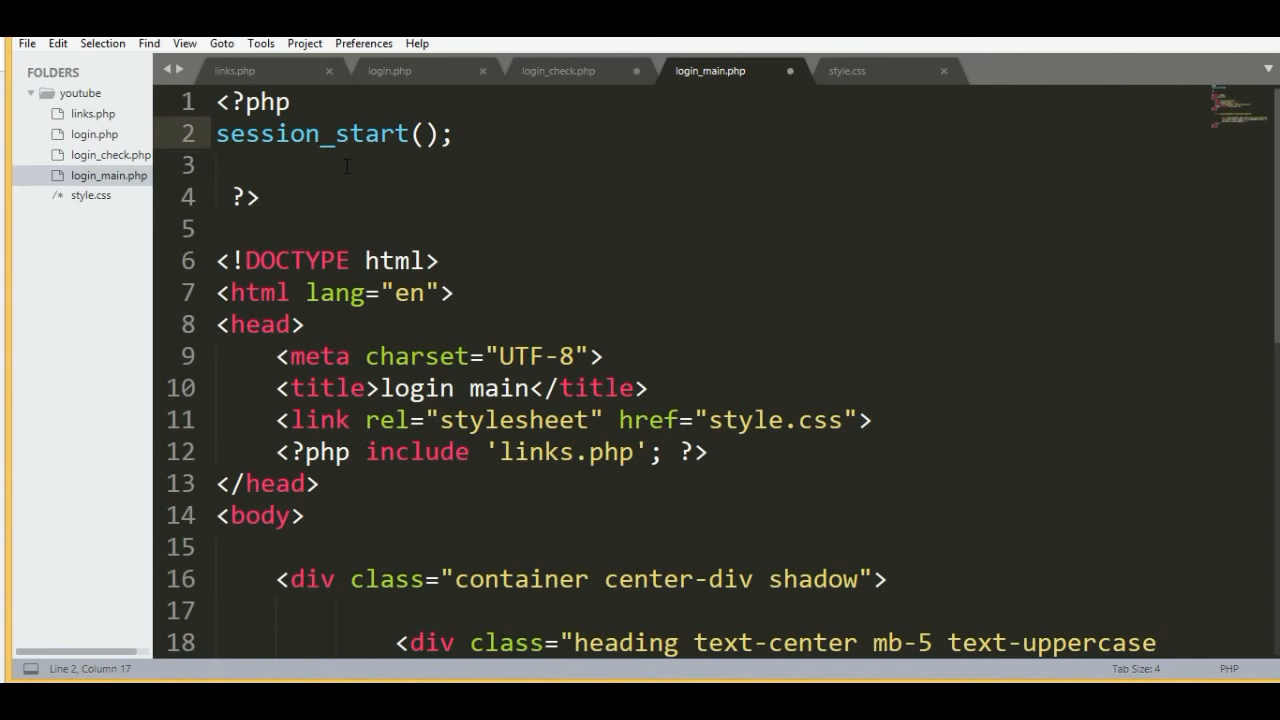 File Edit Selection Find View Goto Tools Project Preferences Help
FOLDERS
youtube
links.php
login.php
login_check.php
login_main.php
/* style.css
links.php × login.php × login_check.php login_main.php style.css ×
1 <?php
2 session_start();
3
4 ?>
5
6 <!DOCTYPE html>
7 <html lang="en">
8 <head>
9 <meta charset="UTF-8">
10 <title>login main</title>
11 <link rel="stylesheet" href="style.css">
12 <?php include 'links.php'; ?>
13 </head>
14 <body>
15
16 <div class="container center-div shadow">
17
18 <div class="heading text-center mb-5 text-uppercase
Line 2, Column 17 Tab Size: 4 PHP